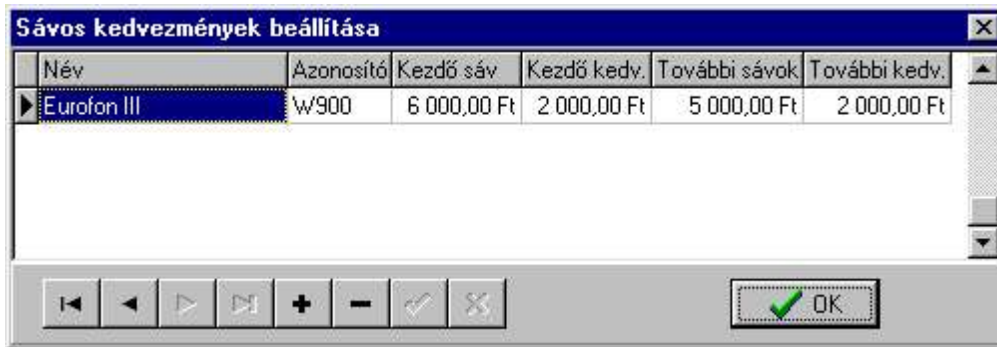 Sávos kedvezmények beállítása
Név Azonosító Kezdő sáv Kezdő kedv. További sávok További kedv.
Eurofon III W900 6 000,00 Ft 2 000,00 Ft 5 000,00 Ft 2 000,00 Ft
OK